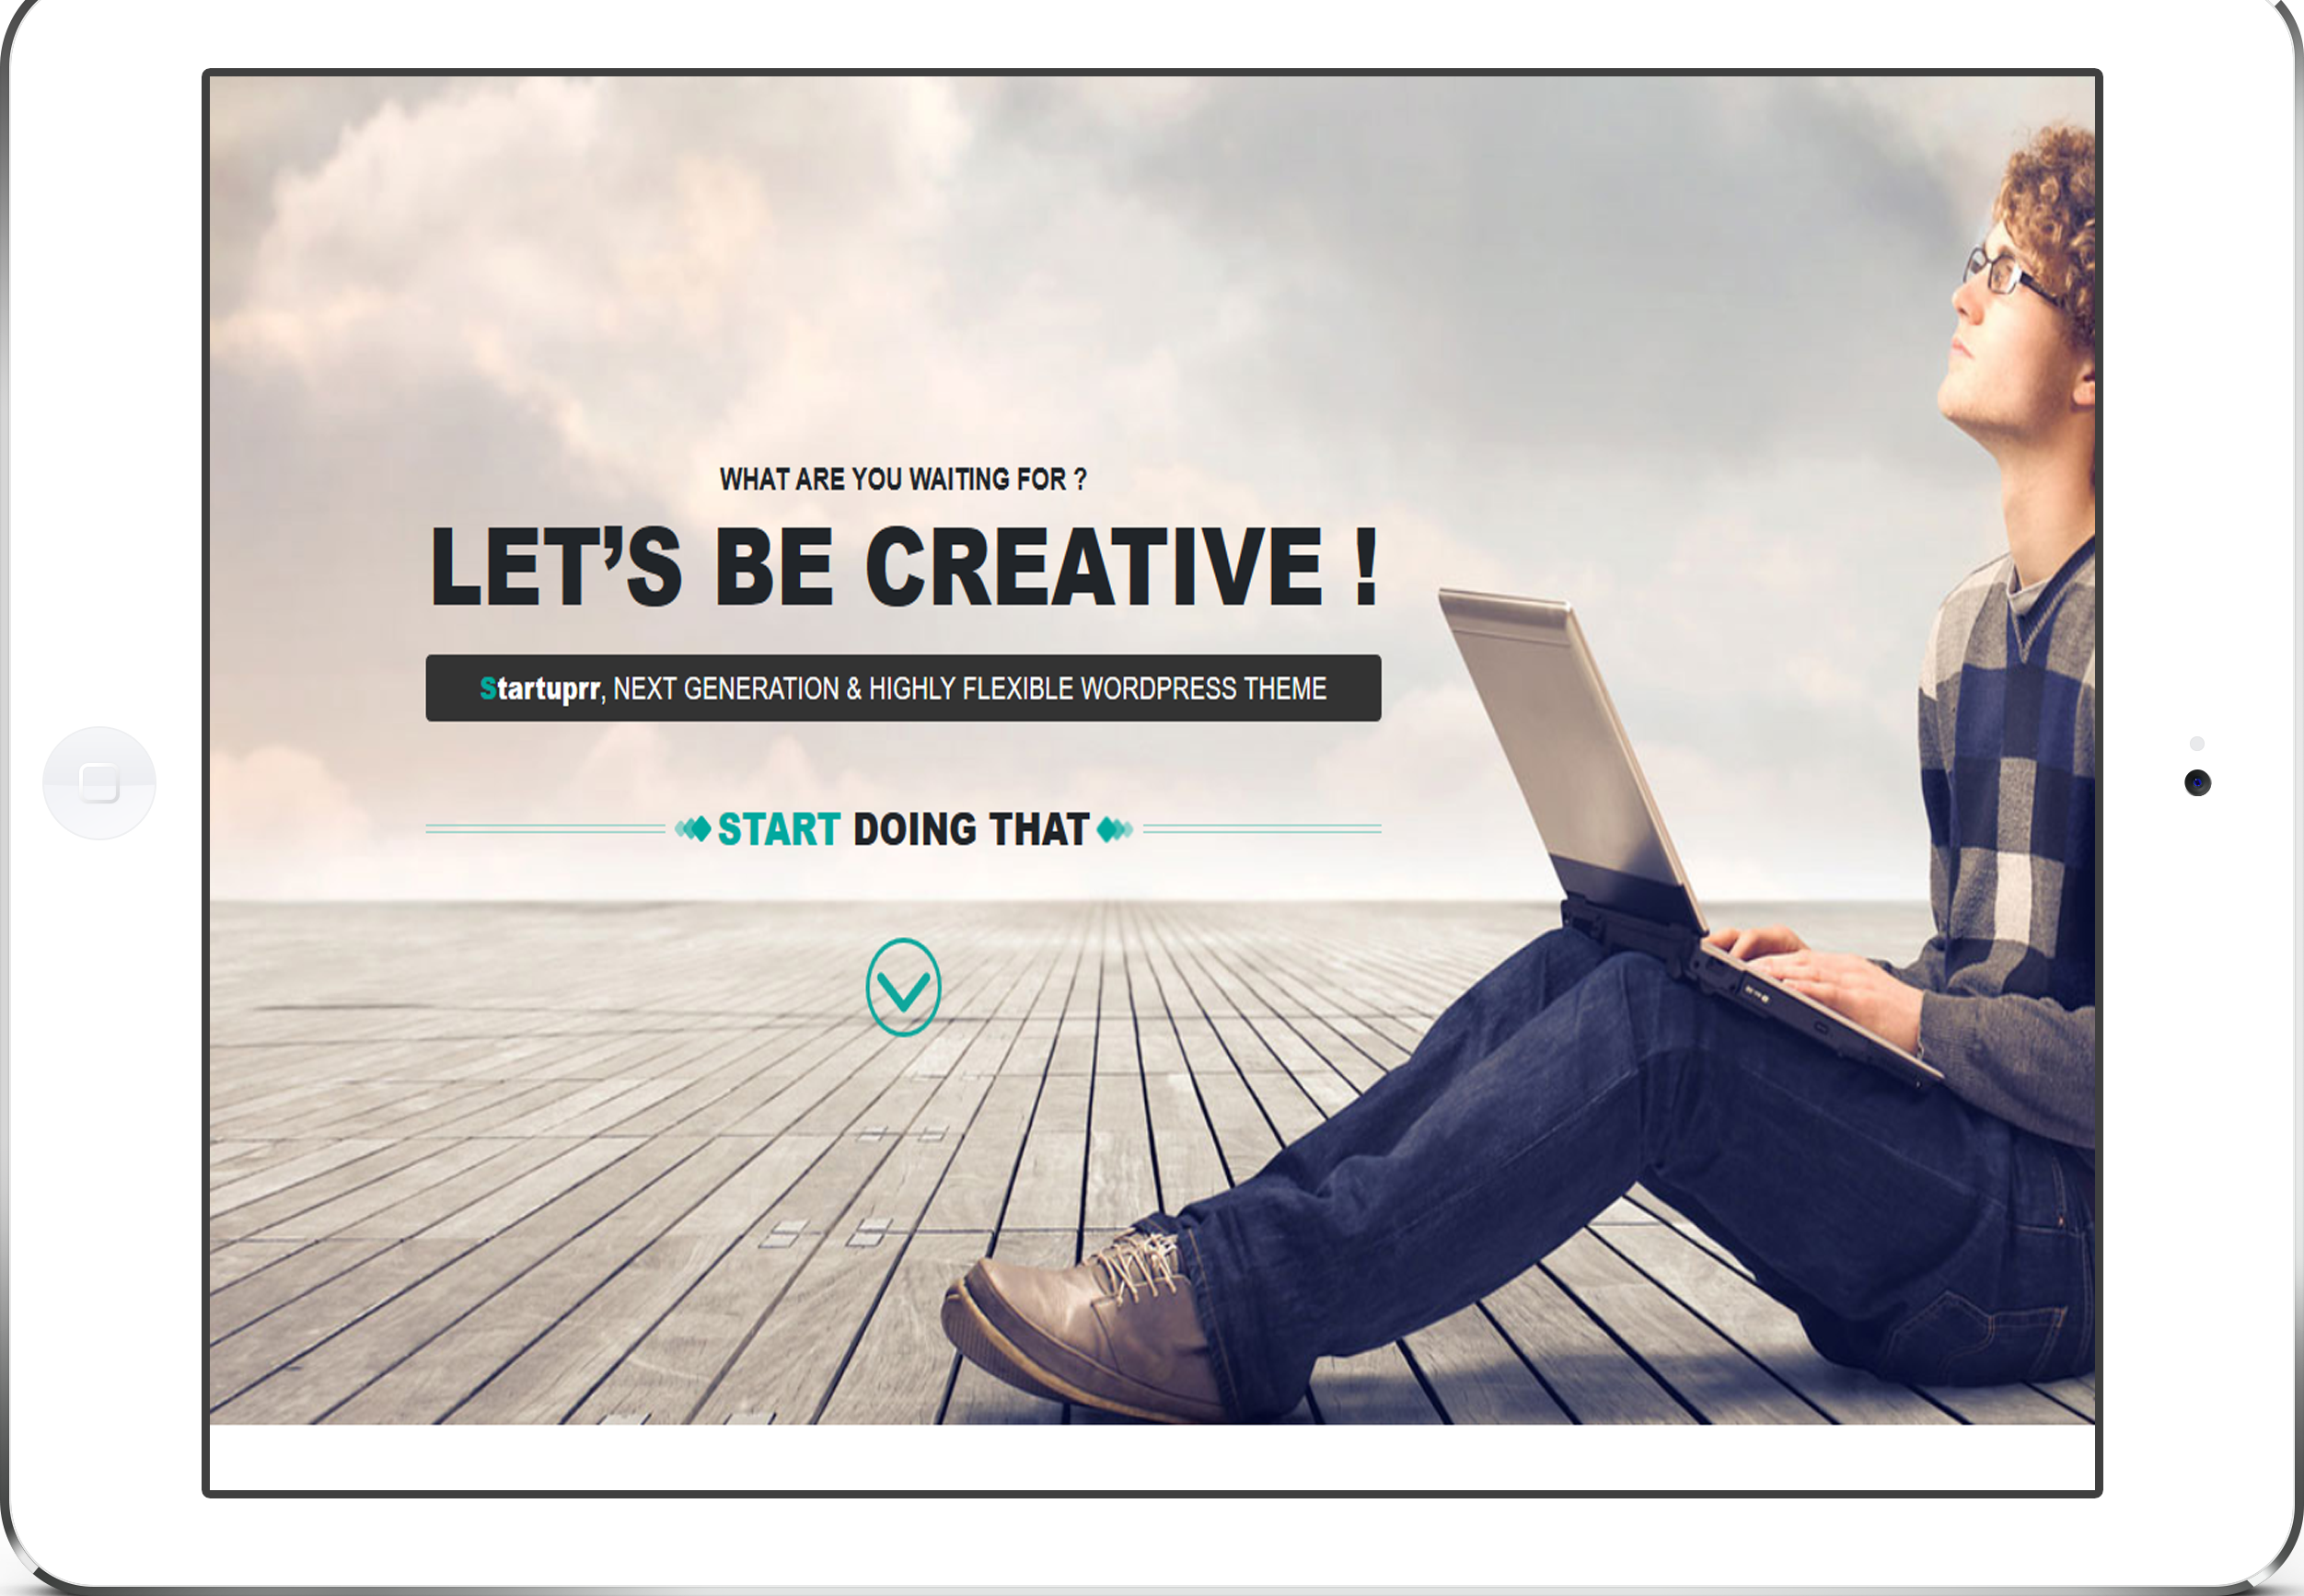 WHAT ARE YOU WAITING FOR ?
LET’S BE CREATIVE !
Startuprr, NEXT GENERATION & HIGHLY FLEXIBLE WORDPRESS THEME
START DOING THAT